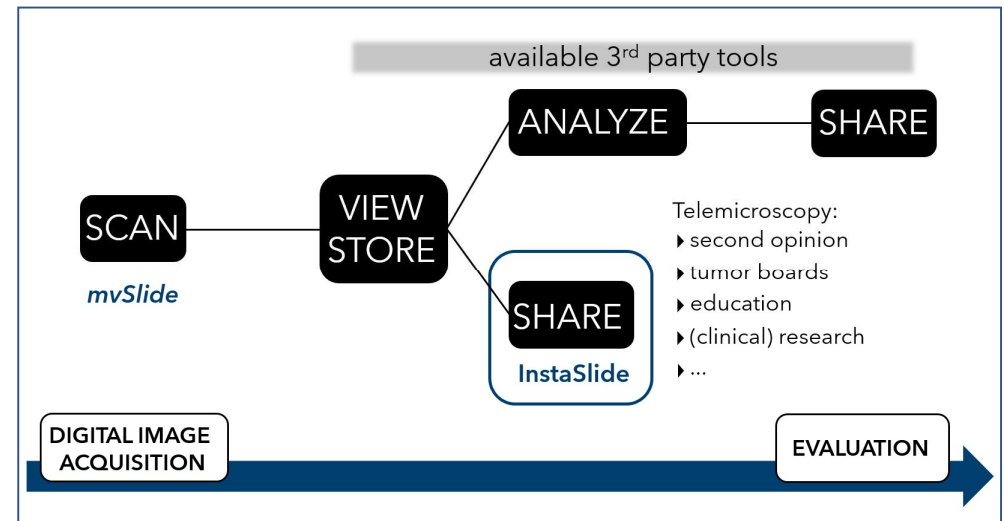 available 3rd party tools
ANALYZE
SHARE
SCAN
mvSlide
VIEW
STORE
SHARE
InstaSlide
Telemicroscopy:
▸ second opinion
▸ tumor boards
▸ education
▸ (clinical) research
▸ ...
DIGITAL IMAGE
ACQUISITION
EVALUATION